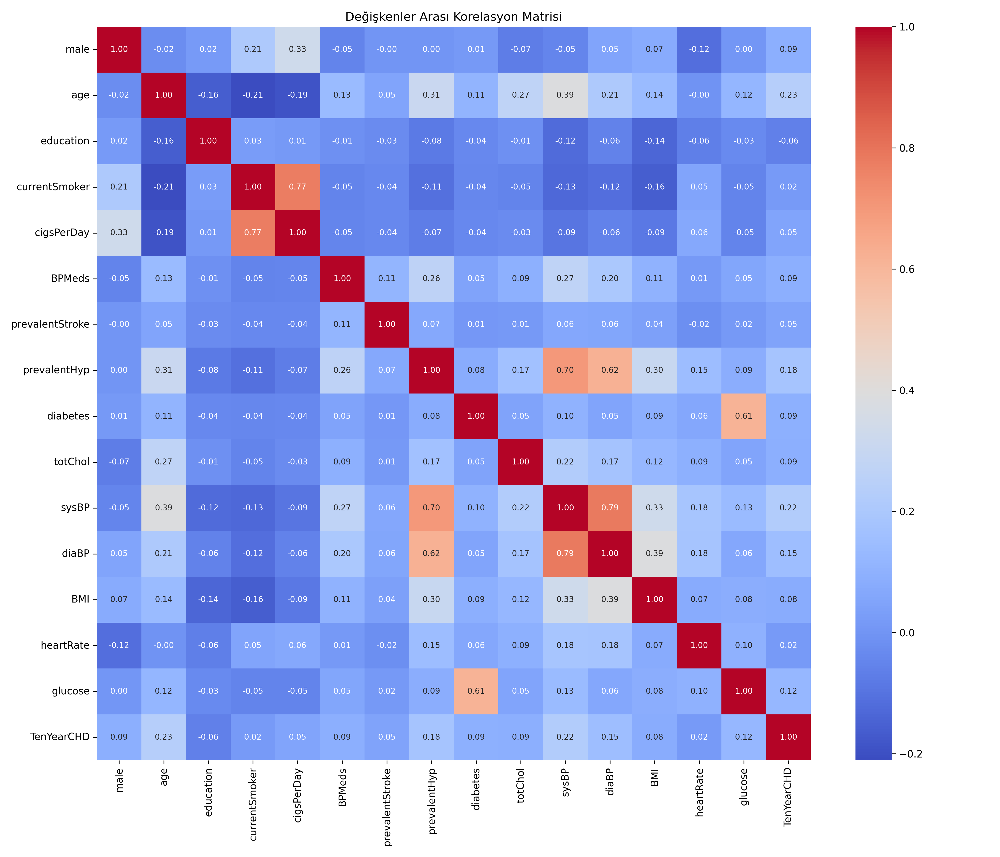 Değişkenler Arası Korelasyon Matrisi
male 1.00 -0.02 0.02 0.21 0.33 -0.05 -0.00 0.00 0.01 -0.07 -0.05 0.05 0.07 -0.12 0.00 0.09
age -0.02 1.00 -0.16 -0.21 -0.19 0.13 0.05 0.31 0.11 0.27 0.39 0.21 0.14 -0.00 0.12 0.23
education 0.02 -0.16 1.00 0.03 0.01 -0.01 -0.03 -0.08 -0.04 -0.01 -0.12 -0.06 -0.14 -0.06 -0.03 -0.06
currentSmoker 0.21 -0.21 0.03 1.00 0.77 -0.05 -0.04 -0.11 -0.04 -0.05 -0.13 -0.12 -0.16 0.05 -0.05 0.02
cigsPerDay 0.33 -0.19 0.01 0.77 1.00 -0.05 -0.04 -0.07 -0.04 -0.03 -0.09 -0.06 -0.09 0.06 -0.05 0.05
BPMeds -0.05 0.13 -0.01 -0.05 -0.05 1.00 0.11 0.26 0.05 0.09 0.27 0.20 0.11 0.01 0.05 0.09
prevalentStroke -0.00 0.05 -0.03 -0.04 -0.04 0.11 1.00 0.07 0.01 0.01 0.06 0.06 0.04 -0.02 0.02 0.05
prevalentHyp 0.00 0.31 -0.08 -0.11 -0.07 0.26 0.07 1.00 0.08 0.17 0.70 0.62 0.30 0.15 0.09 0.18
diabetes 0.01 0.11 -0.04 -0.04 -0.04 0.05 0.01 0.08 1.00 0.05 0.10 0.05 0.09 0.06 0.61 0.09
totChol -0.07 0.27 -0.01 -0.05 -0.03 0.09 0.01 0.17 0.05 1.00 0.22 0.17 0.12 0.09 0.05 0.09
sysBP -0.05 0.39 -0.12 -0.13 -0.09 0.27 0.06 0.70 0.10 0.22 1.00 0.79 0.33 0.18 0.13 0.22
diaBP 0.05 0.21 -0.06 -0.12 -0.06 0.20 0.06 0.62 0.05 0.17 0.79 1.00 0.39 0.18 0.06 0.15
BMI 0.07 0.14 -0.14 -0.16 -0.09 0.11 0.04 0.30 0.09 0.12 0.33 0.39 1.00 0.07 0.08 0.08
heartRate -0.12 -0.00 -0.06 0.05 0.06 0.01 -0.02 0.15 0.06 0.09 0.18 0.18 0.07 1.00 0.10 0.02
glucose 0.00 0.12 -0.03 -0.05 -0.05 0.05 0.02 0.09 0.61 0.05 0.13 0.06 0.08 0.10 1.00 0.12
TenYearCHD 0.09 0.23 -0.06 0.02 0.05 0.09 0.05 0.18 0.09 0.09 0.22 0.15 0.08 0.02 0.12 1.00
male
age
education
currentSmoker
cigsPerDay
BPMeds
prevalentStroke
prevalentHyp
diabetes
totChol
sysBP
diaBP
BMI
heartRate
glucose
TenYearCHD
1.0
0.8
0.6
0.4
0.2
0.0
−0.2